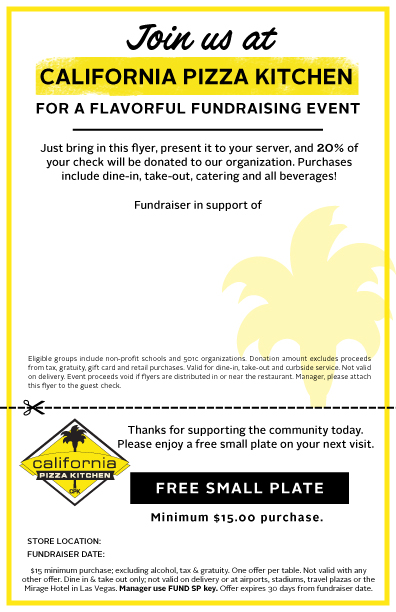 Join us at
CALIFORNIA PIZZA KITCHEN
FOR A FLAVORFUL FUNDRAISING EVENT
Just bring in this flyer, present it to your server, and 20% of
your check will be donated to our organization. Purchases
include dine-in, take-out, catering and all beverages!
Fundraiser in support of
Eligible groups include non-profit schools and 501c organizations. Donation amount excludes proceeds
from tax, gratuity, gift card and retail purchases. Valid for dine-in, take-out and curbside service. Not valid
on delivery. Event proceeds void if flyers are distributed in or near the restaurant. Manager, please attach
this flyer to the guest check.
Thanks for supporting the community today.
Please enjoy a free small plate on your next visit.
california
PIZZA KITCHEN
CPK
FREE SMALL PLATE
Minimum $15.00 purchase.
STORE LOCATION:
FUNDRAISER DATE:
$15 minimum purchase; excluding alcohol, tax & gratuity. One offer per table. Not valid with any
other offer. Dine in & take out only; not valid on delivery or at airports, stadiums, travel plazas or the
Mirage Hotel in Las Vegas. Manager use FUND SP key. Offer expires 30 days from fundraiser date.